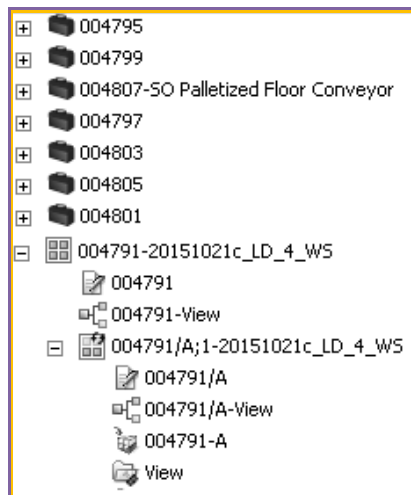 004795
004799
004807-SO Palletized Floor Conveyor
004797
004803
004805
004801
004791-20151021c_LD_4_WS
004791
004791-View
004791/A;1-20151021c_LD_4_WS
004791/A
004791/A-View
004791-A
View